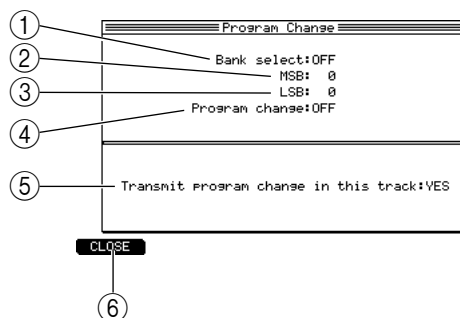 Program Change
① Bank select:OFF
② MSB: 0
③ LSB: 0
④ Program change:OFF
⑤ Transmit program change in this track:YES
CLOSE
⑥